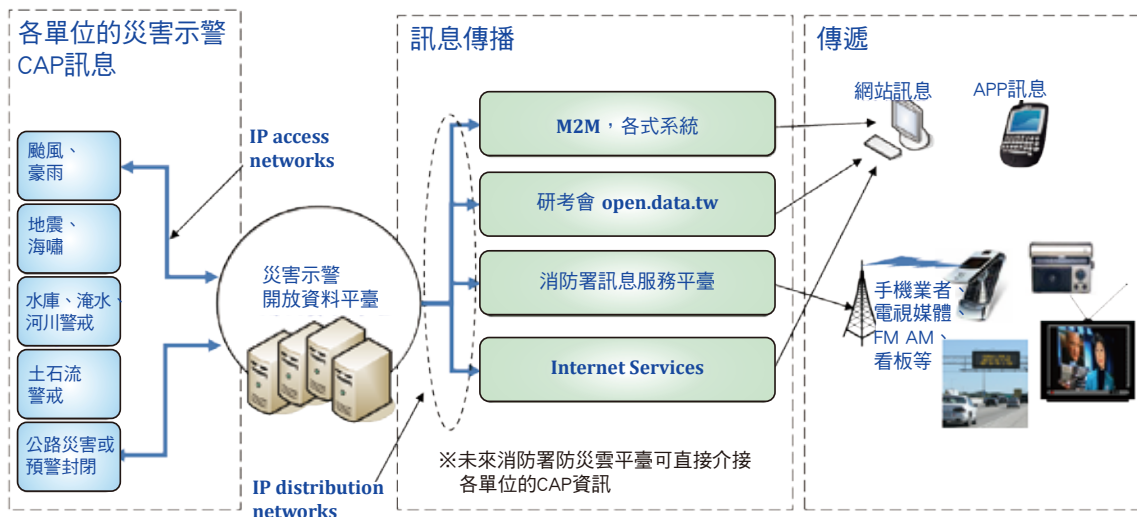 各單位的災害示警
CAP訊息
颱風、
豪雨
地震、
海嘯
水庫、淹水、
河川警戒
土石流
警戒
公路災害或
預警封閉
IP access
networks
災害示警
開放資料平臺
IP distribution
networks
訊息傳播
M2M，各式系統
研考會 open.data.tw
消防署訊息服務平臺
Internet Services
※未來消防署防災雲平臺可直接介接
各單位的CAP資訊
傳遞
網站訊息
APP訊息
手機業者、
電視媒體、
FM AM、
看板等